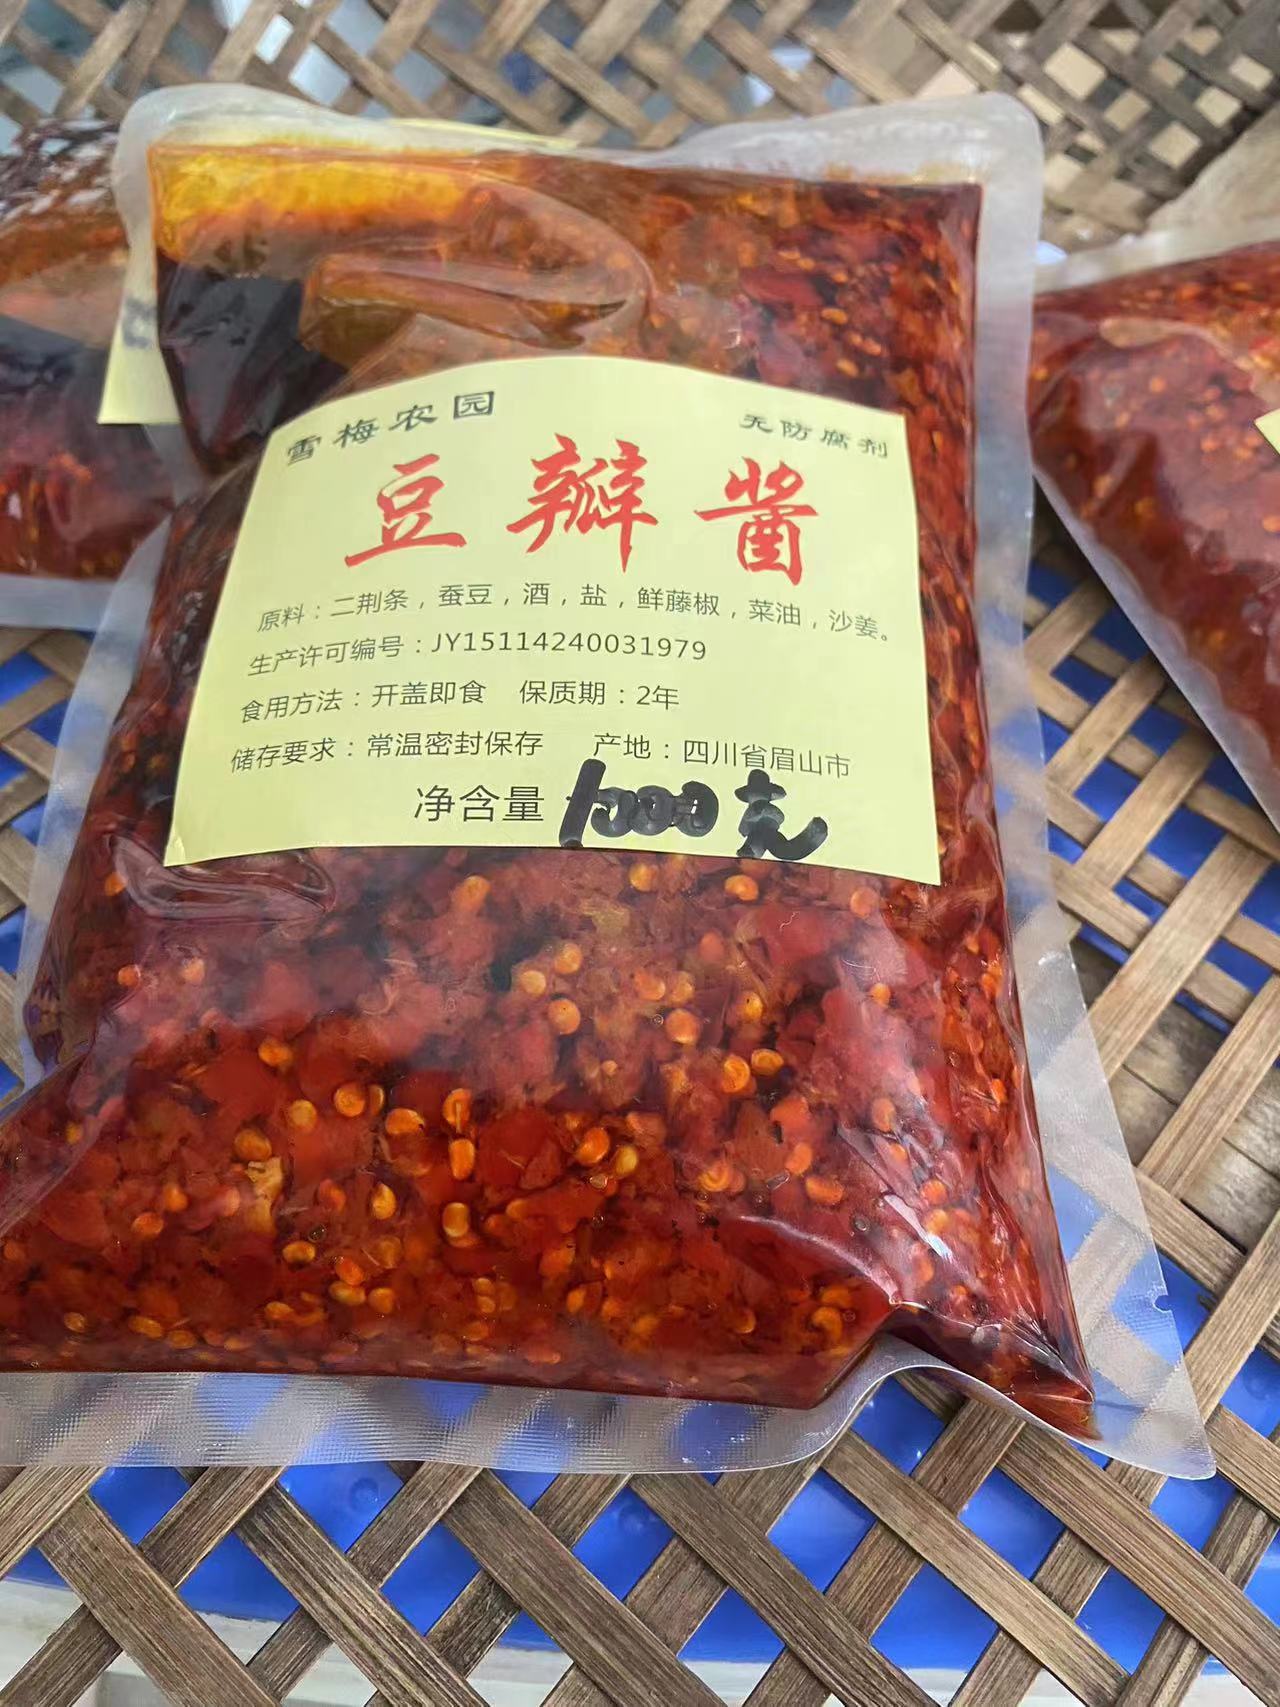 雪梅农园 无防腐剂
豆瓣酱
原料：二荆条，蚕豆，酒，盐，鲜藤椒，菜油，沙姜。
生产许可编号：JY15114240031979
食用方法：开盖即食 保质期：2年
储存要求：常温密封保存 产地：四川省眉山市
净含量 1000克